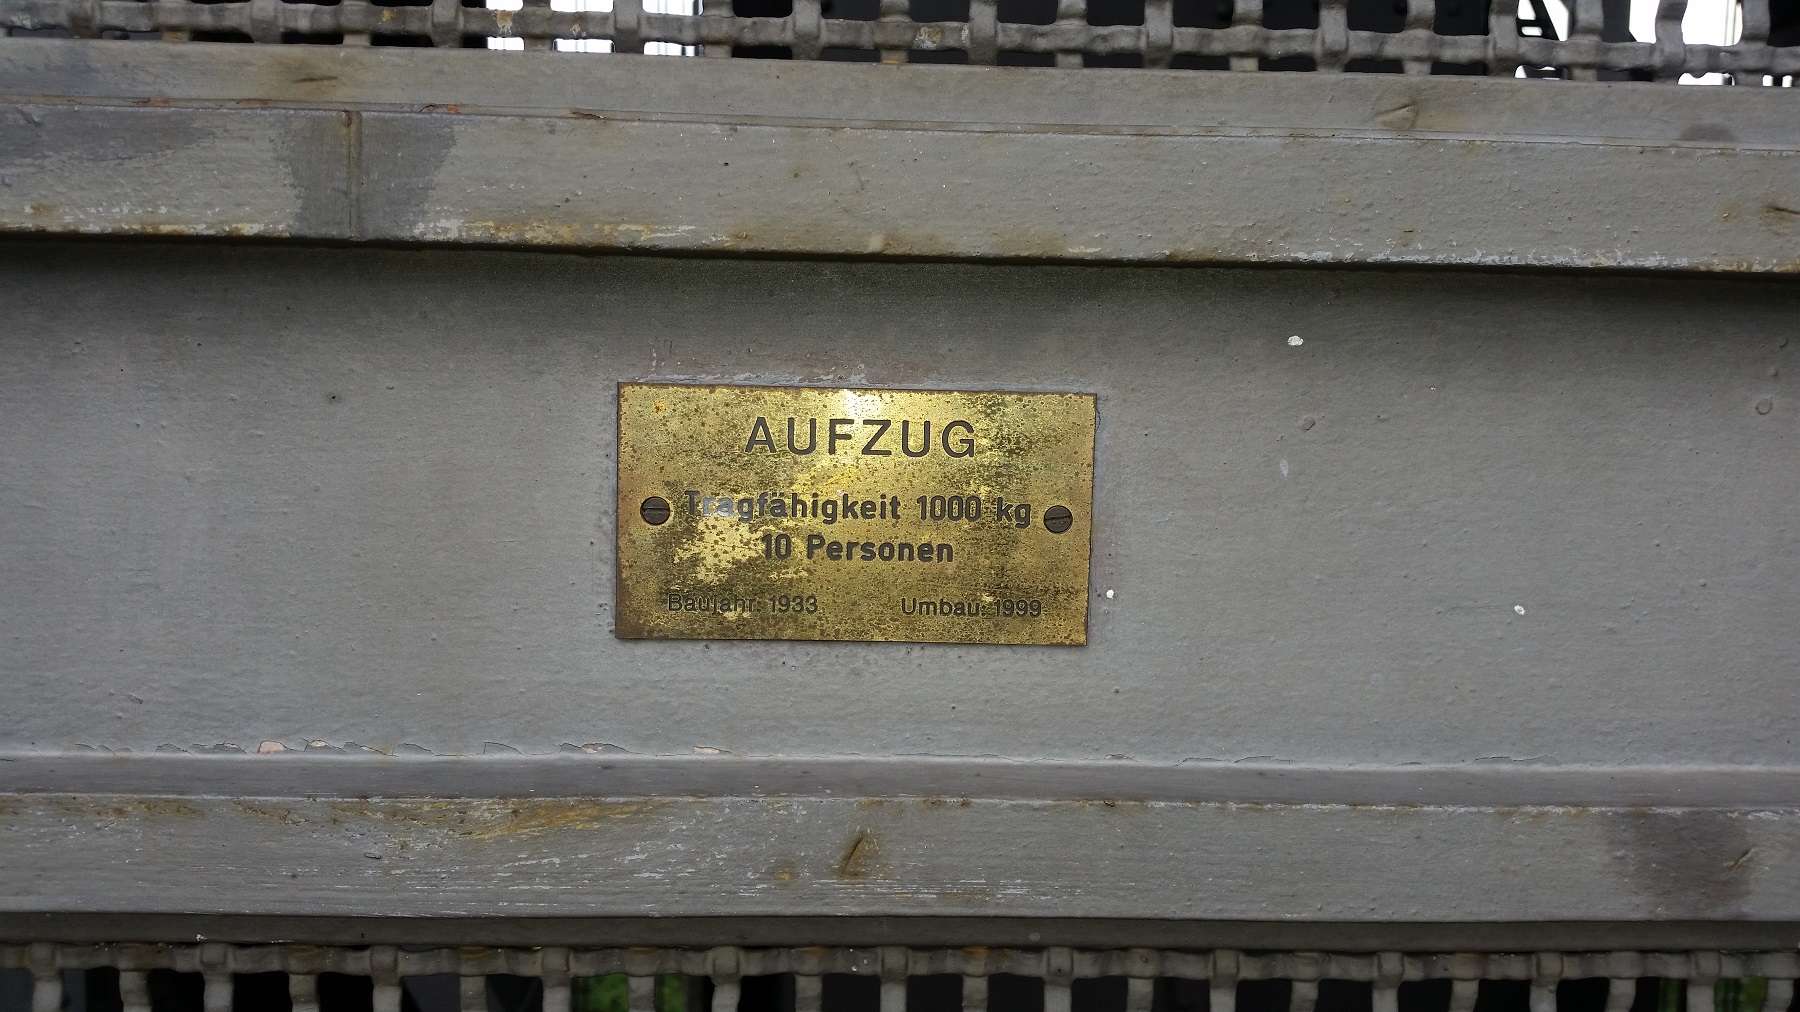 AUFZUG
Tragfähigkeit 1000 kg
10 Personen
Baujahr: 1933 Umbau: 1999